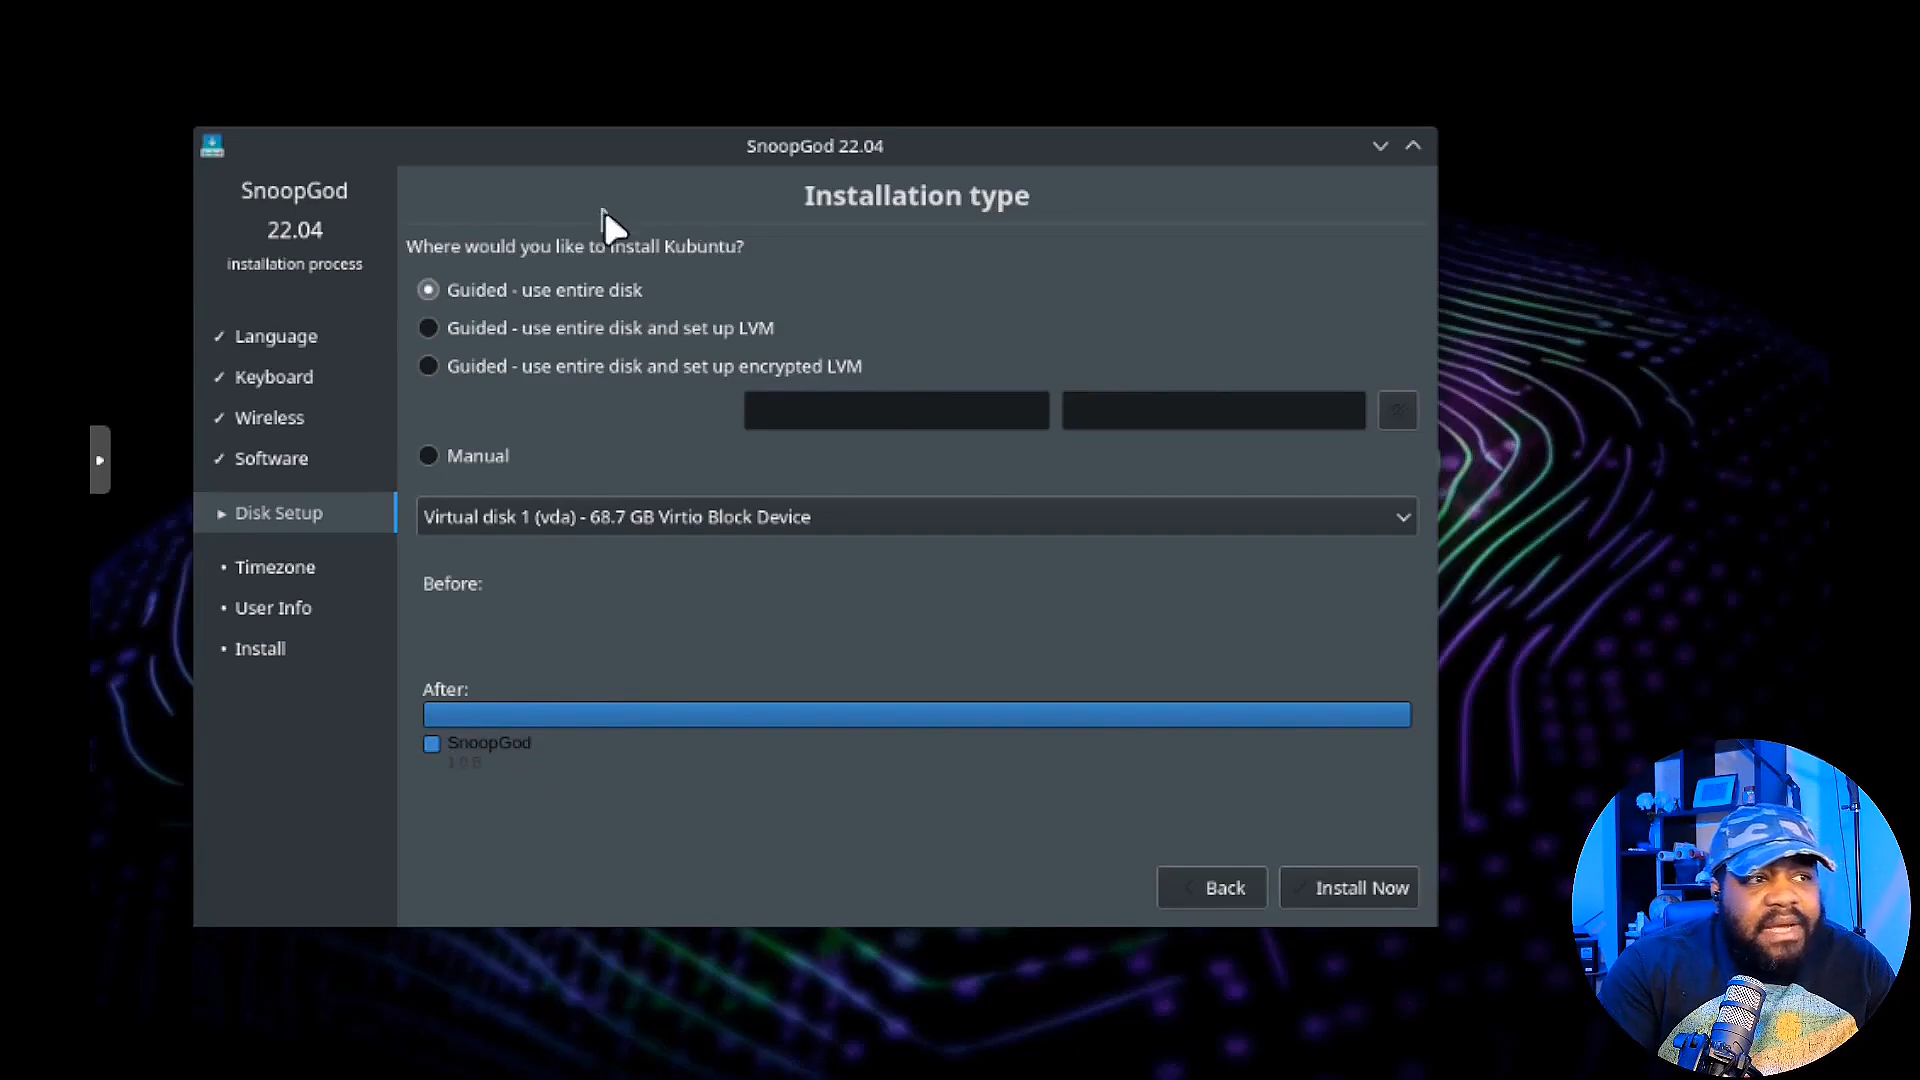 SnoopGod 22.04
SnoopGod
22.04
installation process
✓ Language
✓ Keyboard
✓ Wireless
✓ Software
▸ Disk Setup
• Timezone
• User Info
• Install
Installation type
Where would you like to install Kubuntu?
Guided - use entire disk
Guided - use entire disk and set up LVM
Guided - use entire disk and set up encrypted LVM
Manual
Virtual disk 1 (vda) - 68.7 GB Virtio Block Device
Before:
After:
SnoopGod
1.0 B
Back
Install Now